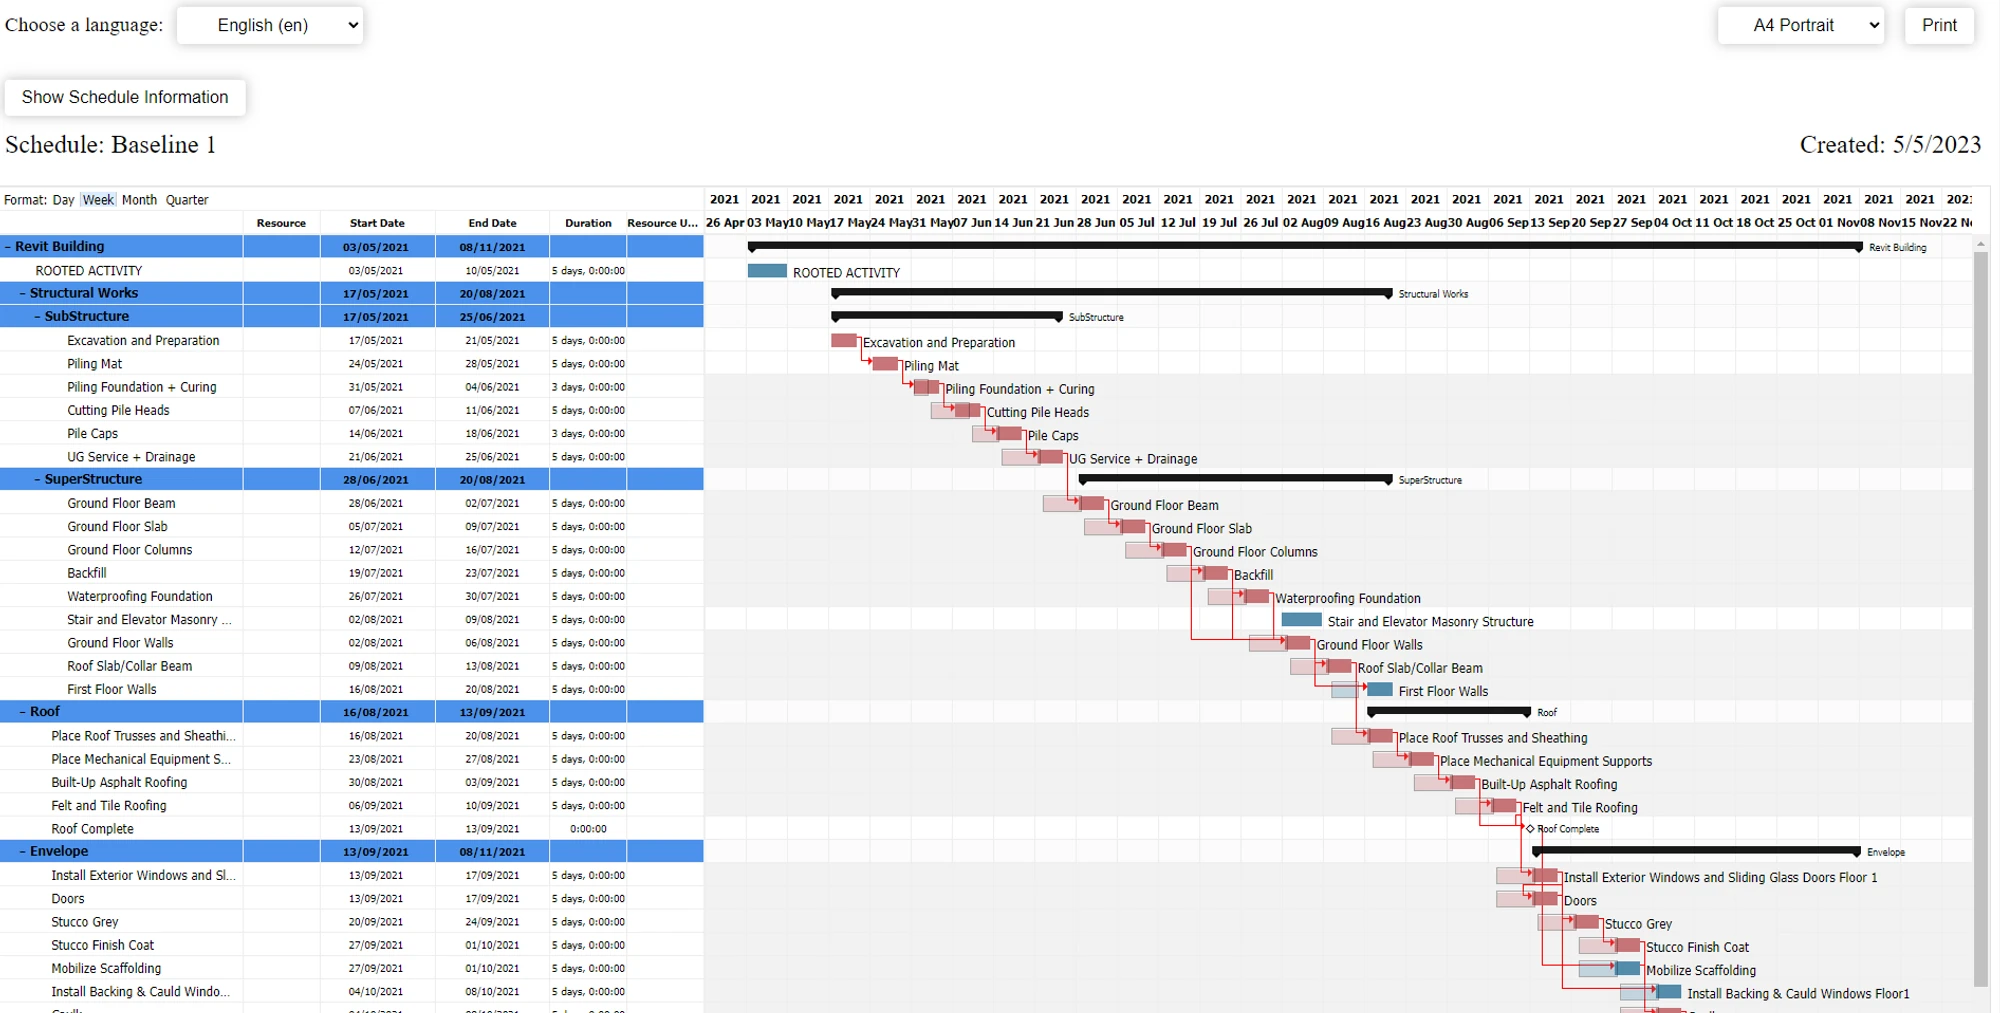 Choose a language: English (en) A4 Portrait Print
Show Schedule Information
Schedule: Baseline 1 Created: 5/5/2023
Format: Day Week Month Quarter 2021 2021 2021 2021 2021 2021 2021 2021 2021 2021 2021 2021 2021 2021 2021 2021 2021 2021 2021 2021 2021 2021 2021 2021 2021 2021 2021 2021 2021 2021 202
Resource Start Date End Date Duration Resource U... 26 Apr 03 May 10 May 17 May 24 May 31 May 07 Jun 14 Jun 21 Jun 28 Jun 05 Jul 12 Jul 19 Jul 26 Jul 02 Aug 09 Aug 16 Aug 23 Aug 30 Aug 06 Sep 13 Sep 20 Sep 27 Sep 04 Oct 11 Oct 18 Oct 25 Oct 01 Nov 08 Nov 15 Nov 22 N
– Revit Building 03/05/2021 08/11/2021 Revit Building
ROOTED ACTIVITY 03/05/2021 10/05/2021 5 days, 0:00:00 ROOTED ACTIVITY
– Structural Works 17/05/2021 20/08/2021 Structural Works
– SubStructure 17/05/2021 25/06/2021 SubStructure
Excavation and Preparation 17/05/2021 21/05/2021 5 days, 0:00:00 Excavation and Preparation
Piling Mat 24/05/2021 28/05/2021 5 days, 0:00:00 Piling Mat
Piling Foundation + Curing 31/05/2021 04/06/2021 3 days, 0:00:00 Piling Foundation + Curing
Cutting Pile Heads 07/06/2021 11/06/2021 5 days, 0:00:00 Cutting Pile Heads
Pile Caps 14/06/2021 18/06/2021 3 days, 0:00:00 Pile Caps
UG Service + Drainage 21/06/2021 25/06/2021 5 days, 0:00:00 UG Service + Drainage
– SuperStructure 28/06/2021 20/08/2021 SuperStructure
Ground Floor Beam 28/06/2021 02/07/2021 5 days, 0:00:00 Ground Floor Beam
Ground Floor Slab 05/07/2021 09/07/2021 5 days, 0:00:00 Ground Floor Slab
Ground Floor Columns 12/07/2021 16/07/2021 5 days, 0:00:00 Ground Floor Columns
Backfill 19/07/2021 23/07/2021 5 days, 0:00:00 Backfill
Waterproofing Foundation 26/07/2021 30/07/2021 5 days, 0:00:00 Waterproofing Foundation
Stair and Elevator Masonry ... 02/08/2021 09/08/2021 5 days, 0:00:00 Stair and Elevator Masonry Structure
Ground Floor Walls 02/08/2021 06/08/2021 5 days, 0:00:00 Ground Floor Walls
Roof Slab/Collar Beam 09/08/2021 13/08/2021 5 days, 0:00:00 Roof Slab/Collar Beam
First Floor Walls 16/08/2021 20/08/2021 5 days, 0:00:00 First Floor Walls
– Roof 16/08/2021 13/09/2021 Roof
Place Roof Trusses and Sheathi... 16/08/2021 20/08/2021 5 days, 0:00:00 Place Roof Trusses and Sheathing
Place Mechanical Equipment S... 23/08/2021 27/08/2021 5 days, 0:00:00 Place Mechanical Equipment Supports
Built-Up Asphalt Roofing 30/08/2021 03/09/2021 5 days, 0:00:00 Built-Up Asphalt Roofing
Felt and Tile Roofing 06/09/2021 10/09/2021 5 days, 0:00:00 Felt and Tile Roofing
Roof Complete 13/09/2021 13/09/2021 0:00:00 Roof Complete
– Envelope 13/09/2021 08/11/2021 Envelope
Install Exterior Windows and Sl... 13/09/2021 17/09/2021 5 days, 0:00:00 Install Exterior Windows and Sliding Glass Doors Floor 1
Doors 13/09/2021 17/09/2021 5 days, 0:00:00 Doors
Stucco Grey 20/09/2021 24/09/2021 5 days, 0:00:00 Stucco Grey
Stucco Finish Coat 27/09/2021 01/10/2021 5 days, 0:00:00 Stucco Finish Coat
Mobilize Scaffolding 27/09/2021 01/10/2021 5 days, 0:00:00 Mobilize Scaffolding
Install Backing & Cauld Windo... 04/10/2021 08/10/2021 5 days, 0:00:00 Install Backing & Cauld Windows Floor1